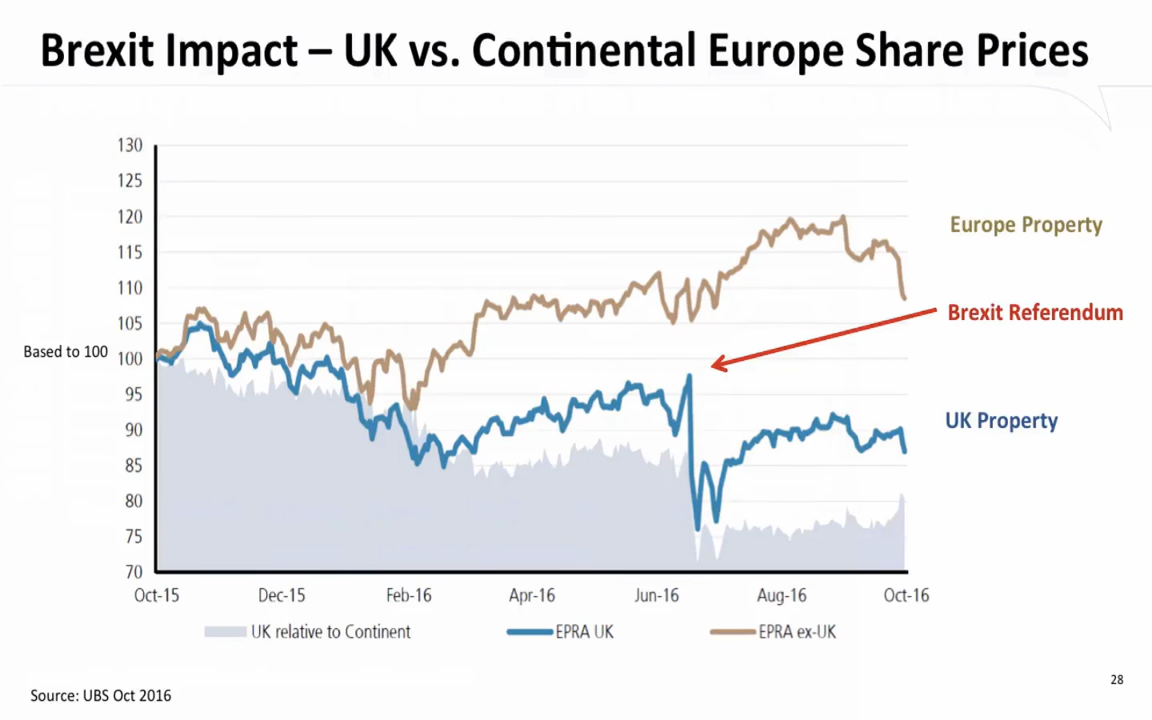 Brexit Impact – UK vs. Continental Europe Share Prices
130
125
120
115
110
105
100
95
90
85
80
75
70
Based to 100
Europe Property
Brexit Referendum
UK Property
Oct-15 Dec-15 Feb-16 Apr-16 Jun-16 Aug-16 Oct-16
UK relative to Continent EPRA UK EPRA ex-UK
28
Source: UBS Oct 2016